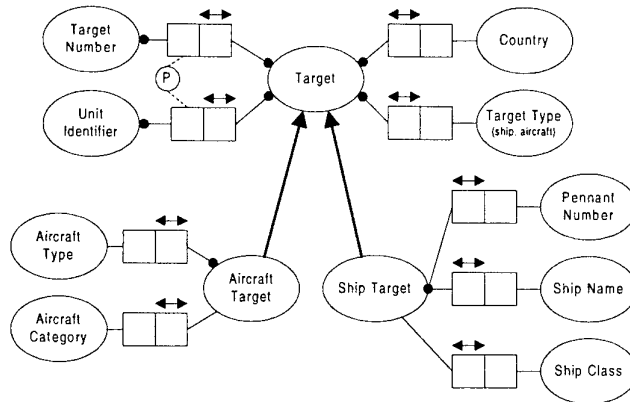 Target
Number
P
Unit
Identifier
Target
Country
Target Type
(ship, aircraft)
Aircraft
Type
Aircraft
Category
Aircraft
Target
Ship Target
Pennant
Number
Ship Name
Ship Class